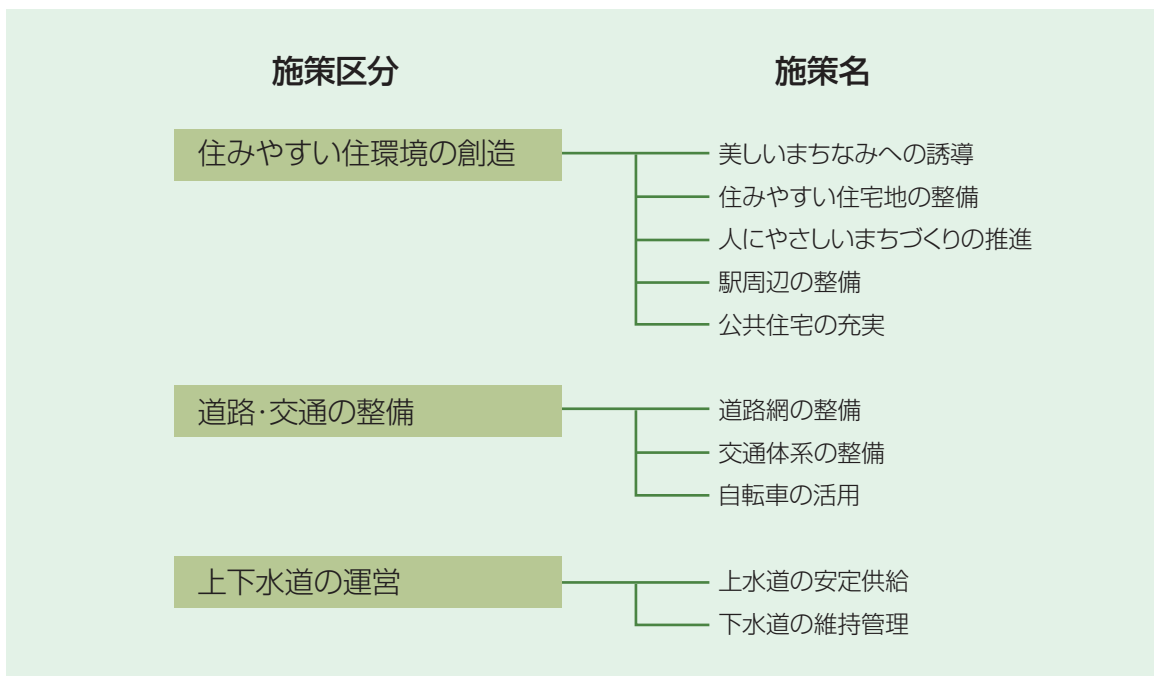 施策区分
施策名
住みやすい住環境の創造
美しいまちなみへの誘導
住みやすい住宅地の整備
人にやさしいまちづくりの推進
駅周辺の整備
公共住宅の充実
道路・交通の整備
道路網の整備
交通体系の整備
自転車の活用
上下水道の運営
上水道の安定供給
下水道の維持管理